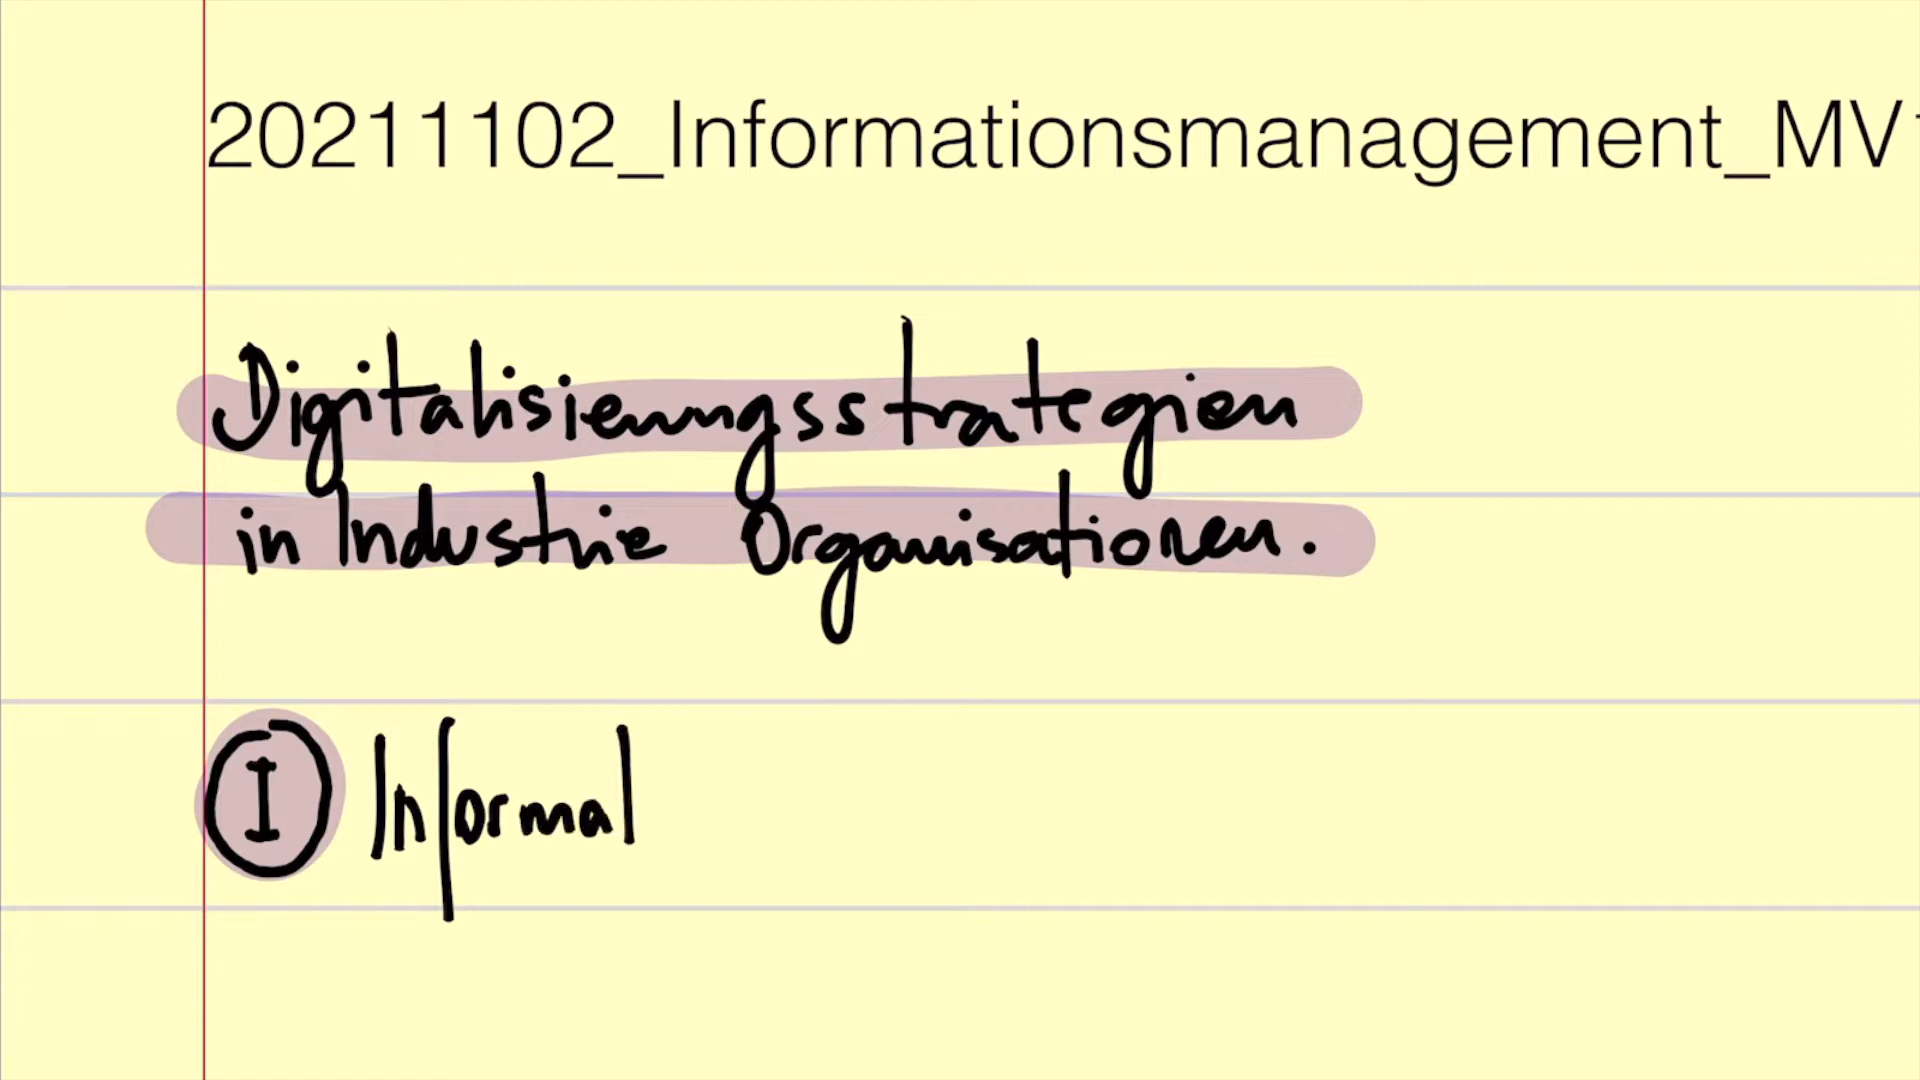 20211102_Informationsmanagement_MV
Digitalisierungsstrategien
in Industrie Organisationen.
I Informal